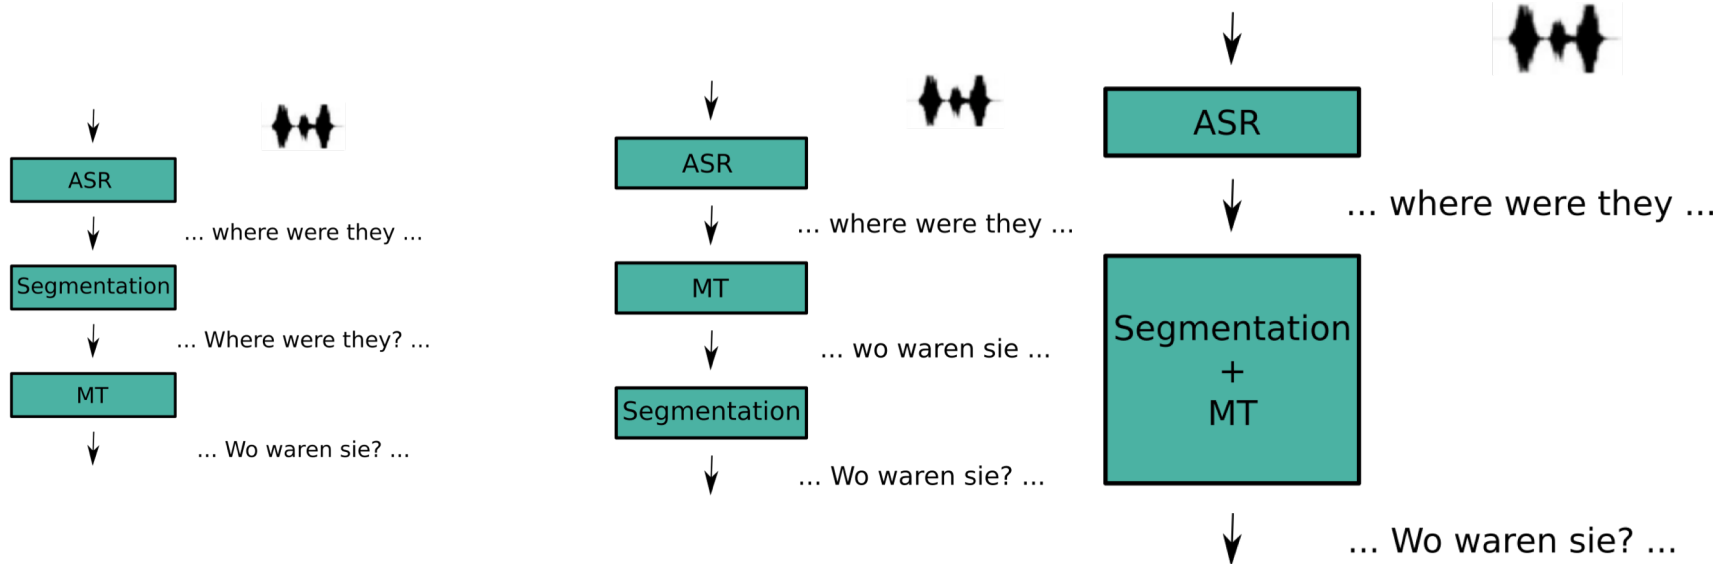 ASR
... where were they ...
Segmentation
... Where were they? ...
MT
... Wo waren sie? ...
ASR
... where were they ...
MT
... wo waren sie ...
Segmentation
... Wo waren sie? ...
ASR
... where were they ...
Segmentation
+
MT
... Wo waren sie? ...